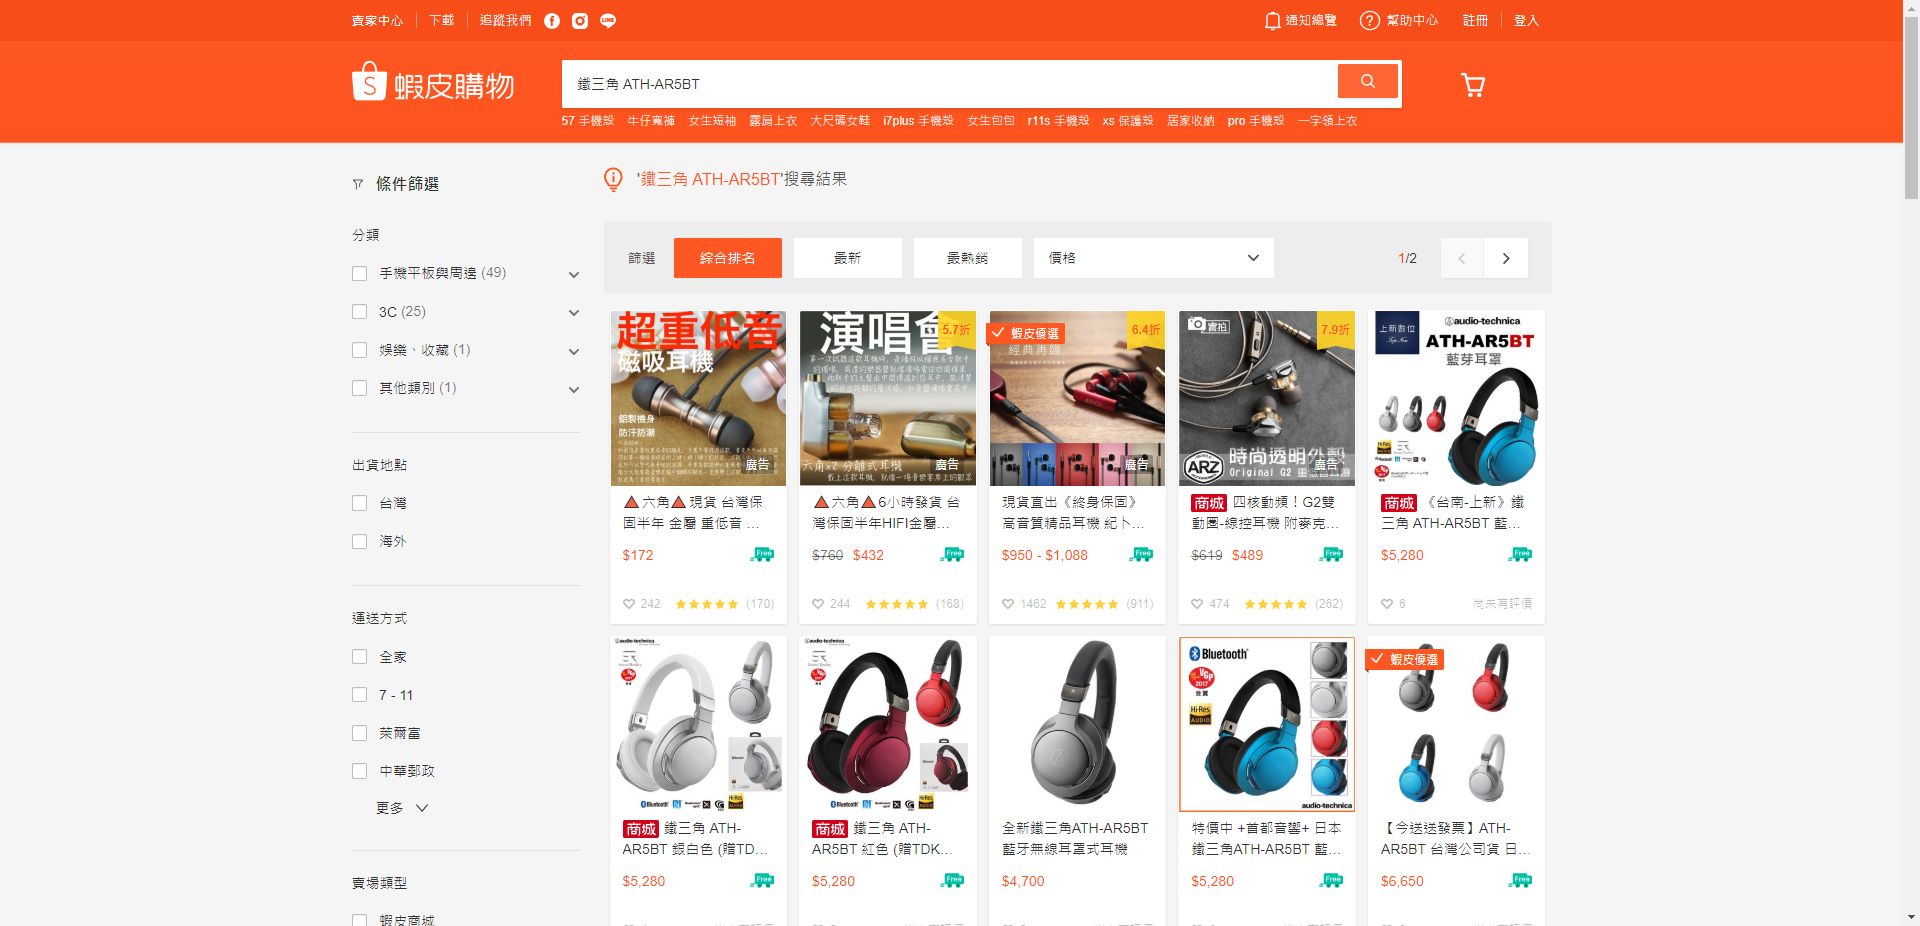 賣家中心 下載 追蹤我們
通知總覽 幫助中心 註冊 登入
蝦皮購物
鐵三角 ATH-AR5BT
57 手機殼 牛仔寬褲 女生短袖 露肩上衣 大尺碼女鞋 i7plus 手機殼 女生包包 r11s 手機殼 xs 保護殼 居家收納 pro 手機殼 一字領上衣
條件篩選
分類
手機平板與周邊 (49)
3C (25)
娛樂、收藏 (1)
其他類別 (1)
出貨地點
台灣
海外
運送方式
全家
7 - 11
萊爾富
中華郵政
更多
賣場類型
蝦皮商城
'鐵三角 ATH-AR5BT'搜尋結果
篩選 綜合排名 最新 最熱銷 價格 1/2
超重低音
磁吸耳機
鋁製機身
防汗防潮
廣告
🔺六角🔺現貨 台灣保
固半年 金屬 重低音 ...
$172
242 (170)
演唱會
5.7折
六角x2 分離式耳機
廣告
🔺六角🔺6小時發貨 台
灣保固半年HIFI金屬...
$760 $432
244 (168)
蝦皮優選
6.4折
經典再臨
廣告
現貨直出《終身保固》
高音質精品耳機 紀卜...
$950 - $1,088
1462 (911)
實拍
7.9折
ARZ
時尚透明外殼
Original G2
廣告
商城 四核動頻！G2雙
動圈-線控耳機 附麥克...
$619 $489
474 (262)
上新數位
audio-technica
ATH-AR5BT
藍芽耳罩
商城 《台南-上新》鐵
三角 ATH-AR5BT 藍...
$5,280
6 尚未有評價
audio-technica
Bluetooth
Hi-Res
AUDIO
商城 鐵三角 ATH-
AR5BT 銀白色 (贈TD...
$5,280
audio-technica
Bluetooth
Hi-Res
AUDIO
商城 鐵三角 ATH-
AR5BT 紅色 (贈TDK...
$5,280
全新鐵三角ATH-AR5BT
藍牙無線耳罩式耳機
$4,700
Bluetooth
VGP
2017
受賞
Hi-Res
AUDIO
audio-technica
特價中 +首都音響+ 日本
鐵三角ATH-AR5BT 藍...
$5,280
蝦皮優選
【今送送發票】ATH-
AR5BT 台灣公司貨 日...
$6,650